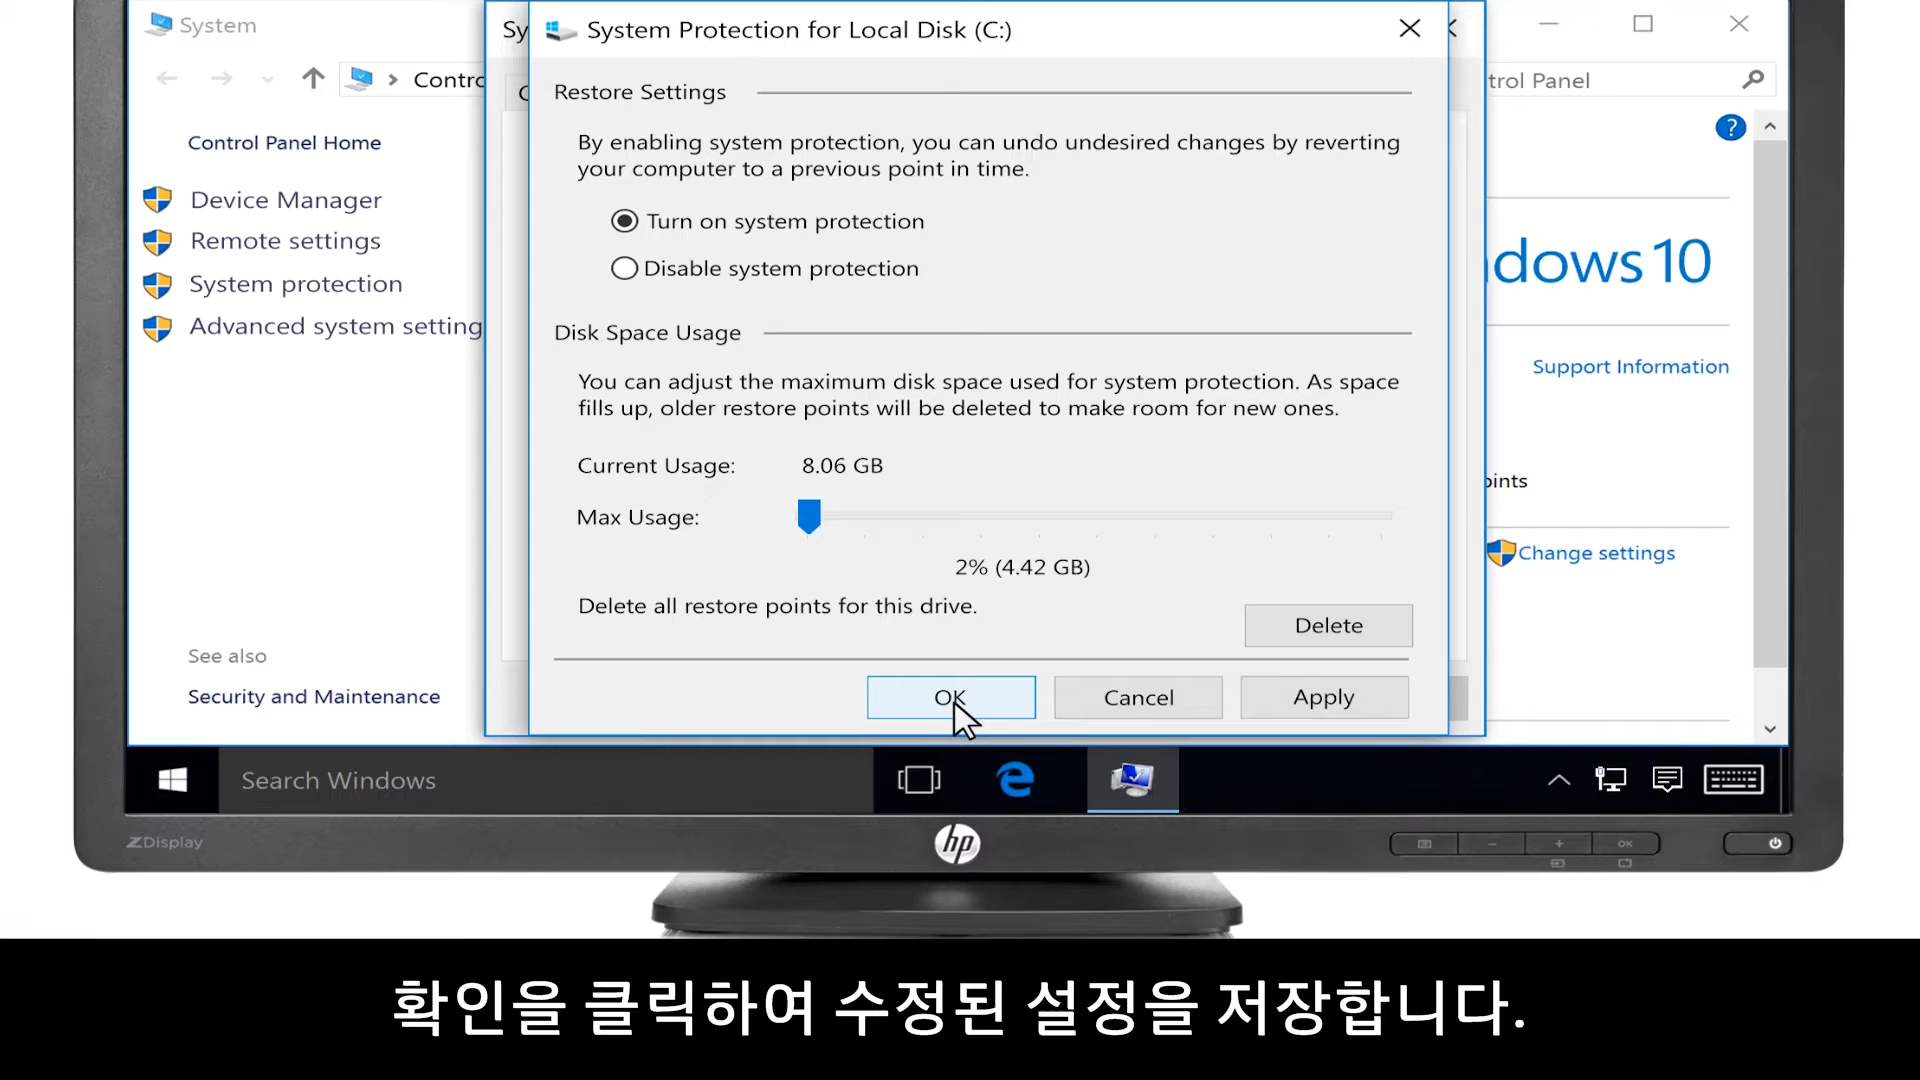 System
Sy
System Protection for Local Disk (C:)
Contro
trol Panel
Restore Settings
Control Panel Home
By enabling system protection, you can undo undesired changes by reverting
your computer to a previous point in time.
Device Manager
Remote settings
System protection
Advanced system setting
Turn on system protection
Disable system protection
dows 10
Disk Space Usage
Support Information
You can adjust the maximum disk space used for system protection. As space
fills up, older restore points will be deleted to make room for new ones.
Current Usage: 8.06 GB
oints
Max Usage:
Change settings
2% (4.42 GB)
Delete all restore points for this drive.
Delete
See also
Security and Maintenance
OK
Cancel
Apply
Search Windows
ZDisplay
hp
OK
확인을 클릭하여 수정된 설정을 저장합니다.